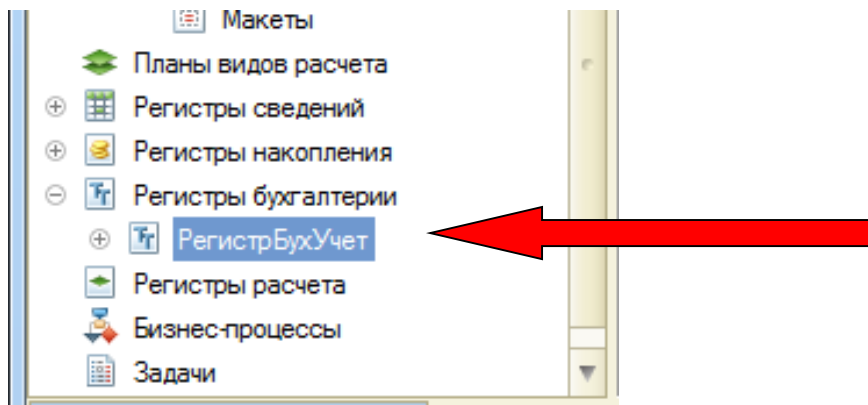 Макеты
Планы видов расчета
Регистры сведений
Регистры накопления
Регистры бухгалтерии
РегистрБухУчет
Регистры расчета
Бизнес-процессы
Задачи